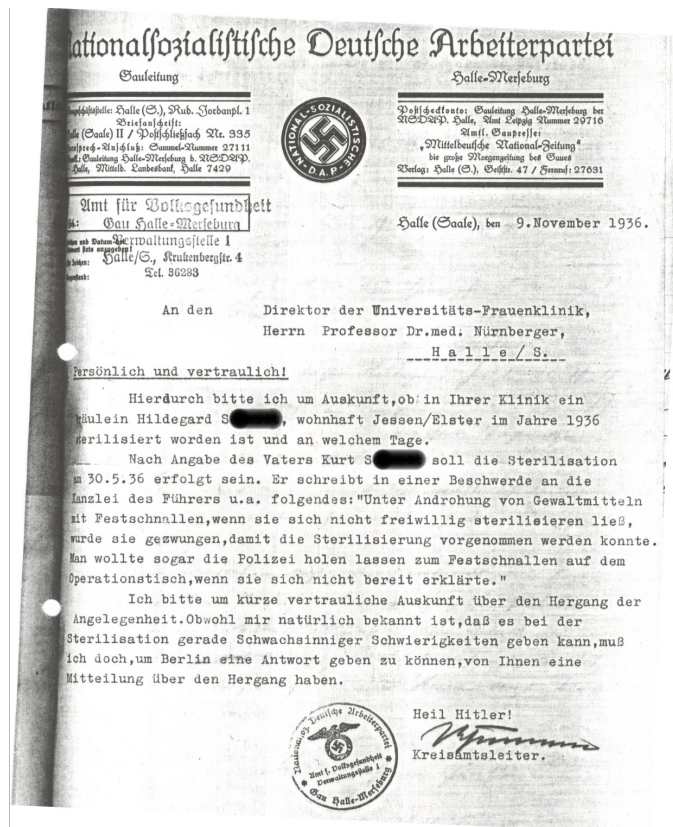 Nationalsozialistische Deutsche Arbeiterpartei
Gauleitung
Halle-Merseburg
Halle (S.), Rud. Jordanpl. 1
Briefanschrift:
(Saale) II / Postschließfach Nr. 335
Anschluß: Sammel-Nummer 27111
Gauleitung Halle-Merseburg b. NSDAP.
Halle, Mitteld. Landesbank, Halle 7429
NATIONAL-SOZIALISTISCHE
D.A.P.
Postscheckkonto: Gauleitung Halle-Merseburg der
NSDAP. Halle, Amt Leipzig Nummer 29716
Amtl. Gaupresse:
„Mitteldeutsche National-Zeitung"
die große Morgenzeitung des Gaues
Verlag: Halle (S.), Geiststr. 47 / Fernruf: 27631
Amt für Volksgesundheit
Gau Halle-Merseburg
Verwaltungsstelle 1
Halle/S., Krukenbergstr. 4
Tel. 36283
Halle (Saale), den 9.November 1936.
An den Direktor der Universitäts-Frauenklinik,
Herrn Professor Dr.med. Nürnberger,
Halle/S.
Persönlich und vertraulich!
Hierdurch bitte ich um Auskunft,ob in Ihrer Klinik ein
Fräulein Hildegard S , wohnhaft Jessen/Elster im Jahre 1936
sterilisiert worden ist und an welchem Tage.
Nach Angabe des Vaters Kurt S soll die Sterilisation
am 30.5.36 erfolgt sein. Er schreibt in einer Beschwerde an die
Kanzlei des Führers u.a. folgendes:"Unter Androhung von Gewaltmitteln
mit Festschnallen,wenn sie sich nicht freiwillig sterilisieren ließ,
wurde sie gezwungen,damit die Sterilisierung vorgenommen werden konnte.
Man wollte sogar die Polizei holen lassen zum Festschnallen auf dem
Operationstisch,wenn sie sich nicht bereit erklärte."
Ich bitte um kurze vertrauliche Auskunft über den Hergang der
Angelegenheit.Obwohl mir natürlich bekannt ist,daß es bei der
Sterilisation gerade Schwachsinniger Schwierigkeiten geben kann,muß
ich doch,um Berlin eine Antwort geben zu können,von Ihnen eine
Mitteilung über den Hergang haben.
Heil Hitler!
Kreisamtsleiter.
Nationalsoz. Deutsche Arbeiterpartei
Amt f. Volksgesundheit
Verwaltungsstelle 1
Gau Halle-Merseburg